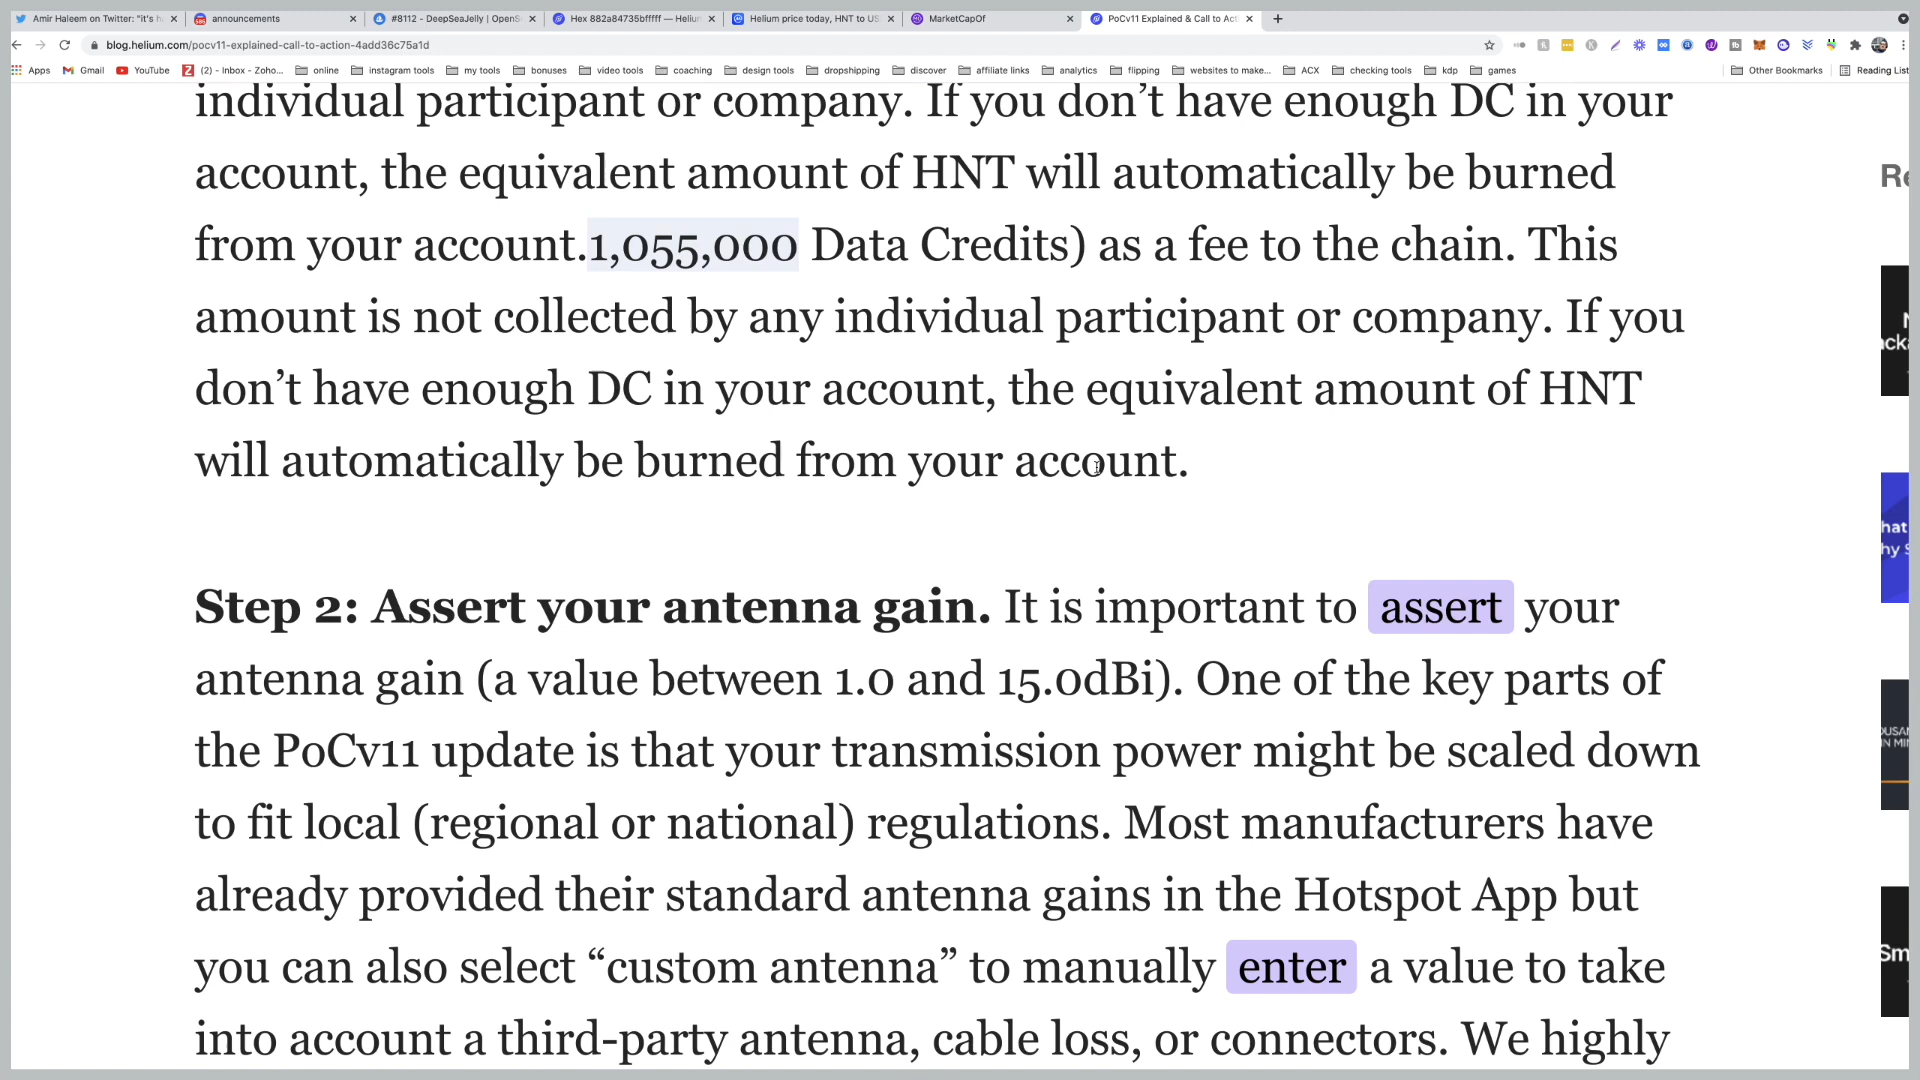 Amir Haleem on Twitter: "it's h
announcements
#8112 - DeepSeaJelly | OpenS
Hex 882a84735bfffff — Helium
Helium price today, HNT to US
MarketCapOf
PoCv11 Explained & Call to Act
blog.helium.com/pocv11-explained-call-to-action-4add36c75a1d
Apps Gmail YouTube (2) - Inbox - Zoho... online instagram tools my tools bonuses video tools coaching design tools dropshipping discover affiliate links analytics flipping websites to make... ACX checking tools kdp games Other Bookmarks Reading List
individual participant or company. If you don’t have enough DC in your
account, the equivalent amount of HNT will automatically be burned
from your account.1,055,000 Data Credits) as a fee to the chain. This
amount is not collected by any individual participant or company. If you
don’t have enough DC in your account, the equivalent amount of HNT
will automatically be burned from your account.
Step 2: Assert your antenna gain. It is important to assert your
antenna gain (a value between 1.0 and 15.0dBi). One of the key parts of
the PoCv11 update is that your transmission power might be scaled down
to fit local (regional or national) regulations. Most manufacturers have
already provided their standard antenna gains in the Hotspot App but
you can also select “custom antenna” to manually enter a value to take
into account a third-party antenna, cable loss, or connectors. We highly
Re
acka
hat
hy S
OUSAN
IN MIN
Sm